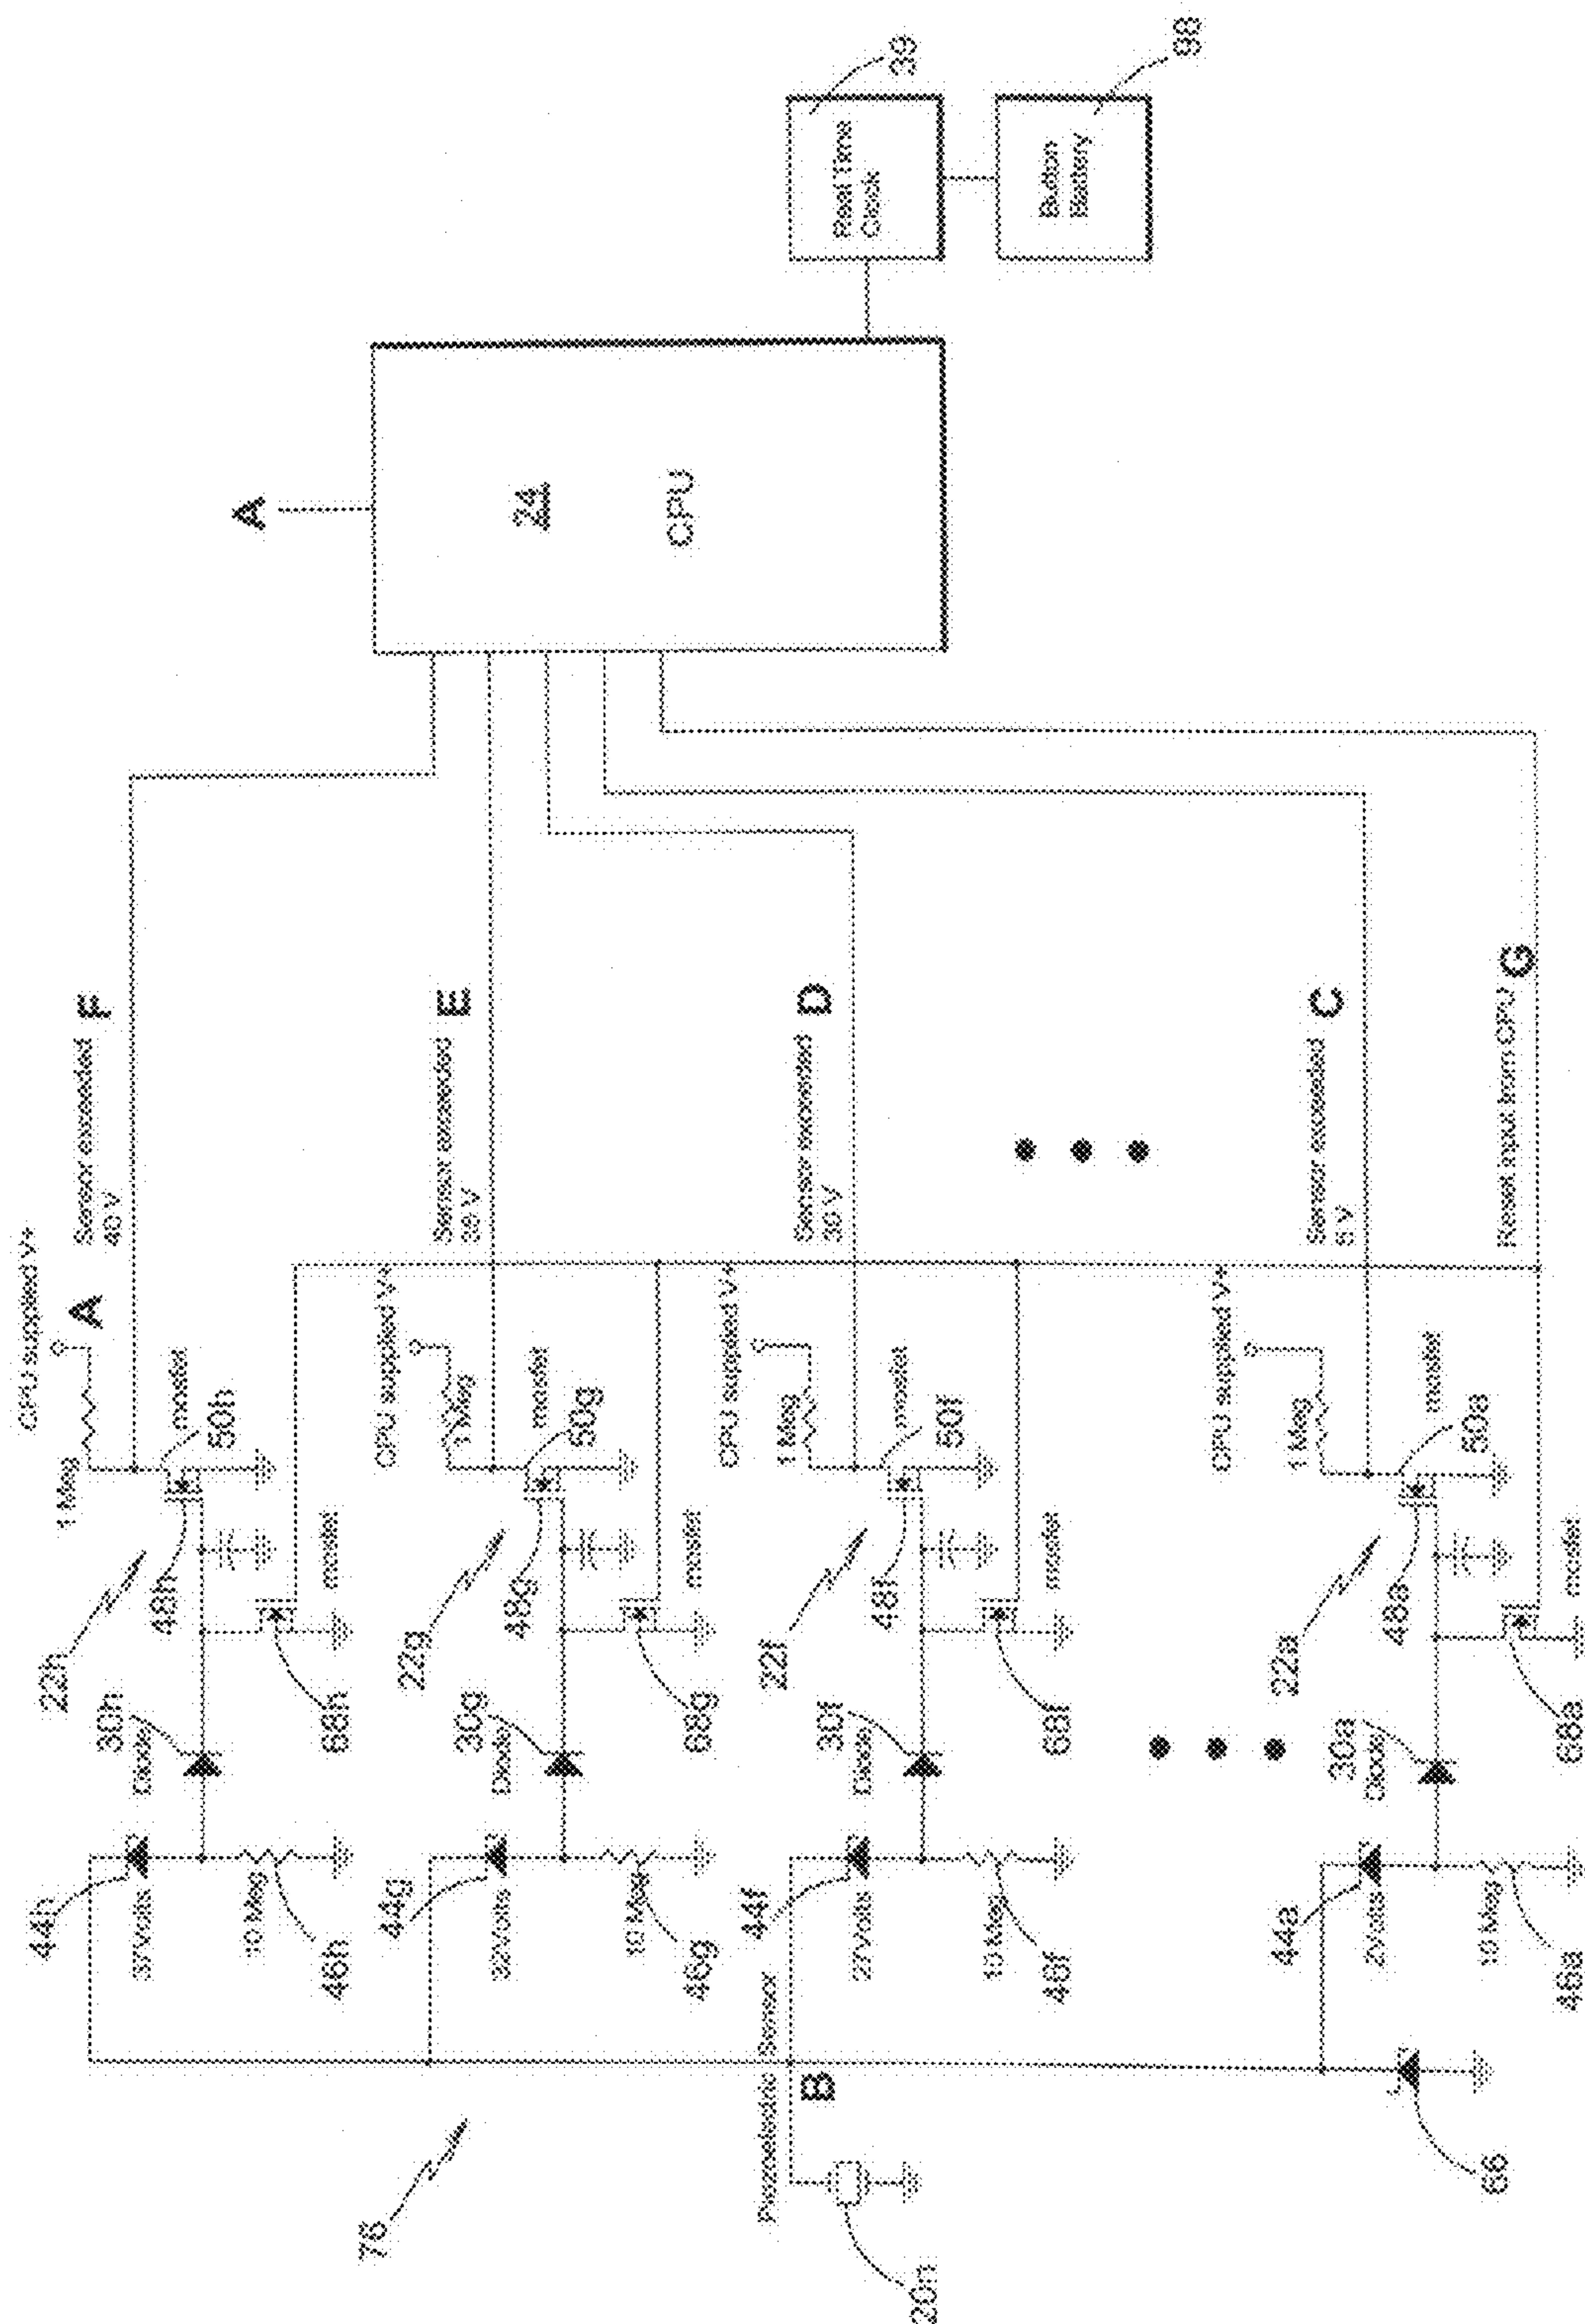 CPU supplied V+
A
1 Meg
Sensor exceeded F
40 V
mosfet
50h
22h
48h
30h
Diode
68h
mosfet
44h
37Volts
10 Meg
46h
CPU supplied V+
1 Meg
Sensor exceeded E
mosfet
50g
22g
48g
30g
Diode
68g
mosfet
44g
32Volts
10 Meg
46g
CPU supplied V+
1 Meg
Sensor exceeded D
30 V
mosfet
50f
22f
48f
30f
Diode
68f
mosfet
44f
27Volts
10 Meg
46f
CPU supplied V+
1 Meg
Sensor exceeded C
mosfet
50a
22a
48a
30a
Diode
68a
mosfet
44a
2Volts
10 Meg
46a
Reset input from CPU G
76
Piezoelectric Sensor
B
20n
66
A
24
CPU
Real Time
Clock
39
Button
Battery
98